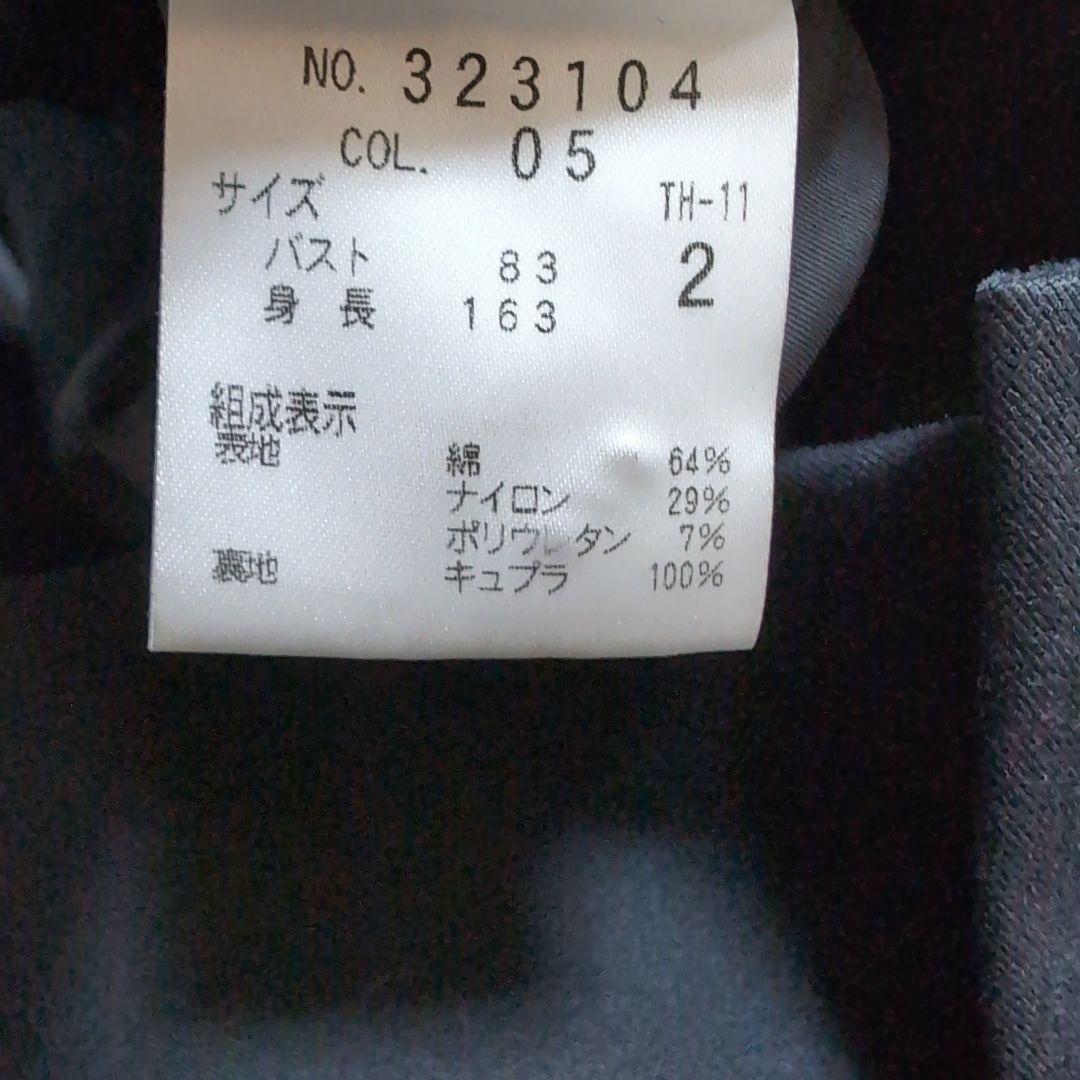 NO. 323104
COL. 05
サイズ TH-11
バスト 83 2
身長 163
組成表示
表地 綿 64%
ナイロン 29%
ポリウレタン 7%
裏地 キュプラ 100%